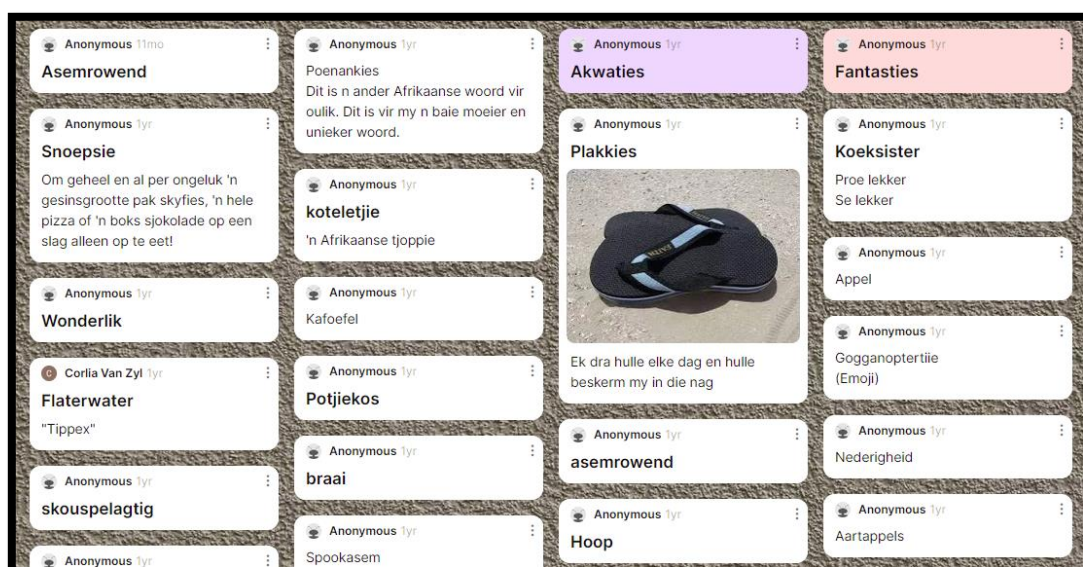 Anonymous 11mo
Asemrowend
Anonymous 1yr
Snoepsie
Om geheel en al per ongeluk 'n
gesinsgrootte pak skyfies, 'n hele
pizza of 'n boks sjokolade op een
slag alleen op te eet!
Anonymous 1yr
Wonderlik
C Corlia Van Zyl 1yr
Flaterwater
"Tippex"
Anonymous 1yr
skouspelagtig
Anonymous 1yr
Anonymous 1yr
Poenankies
Dit is n ander Afrikaanse woord vir
oulik. Dit is vir my n baie moeier en
unieker woord.
Anonymous 1yr
koteletjie
'n Afrikaanse tjoppie
Anonymous 1yr
Kafoefel
Anonymous 1yr
Potjiekos
Anonymous 1yr
braai
Anonymous 1yr
Spookasem
Anonymous 1yr
Akwaties
Anonymous 1yr
Plakkies
Ek dra hulle elke dag en hulle
beskerm my in die nag
Anonymous 1yr
asemrowend
Anonymous 1yr
Hoop
Anonymous 1yr
Fantasties
Anonymous 1yr
Koeksister
Proe lekker
Se lekker
Anonymous 1yr
Appel
Anonymous 1yr
Gogganoptertiie
(Emoji)
Anonymous 1yr
Nederigheid
Anonymous 1yr
Aartappels